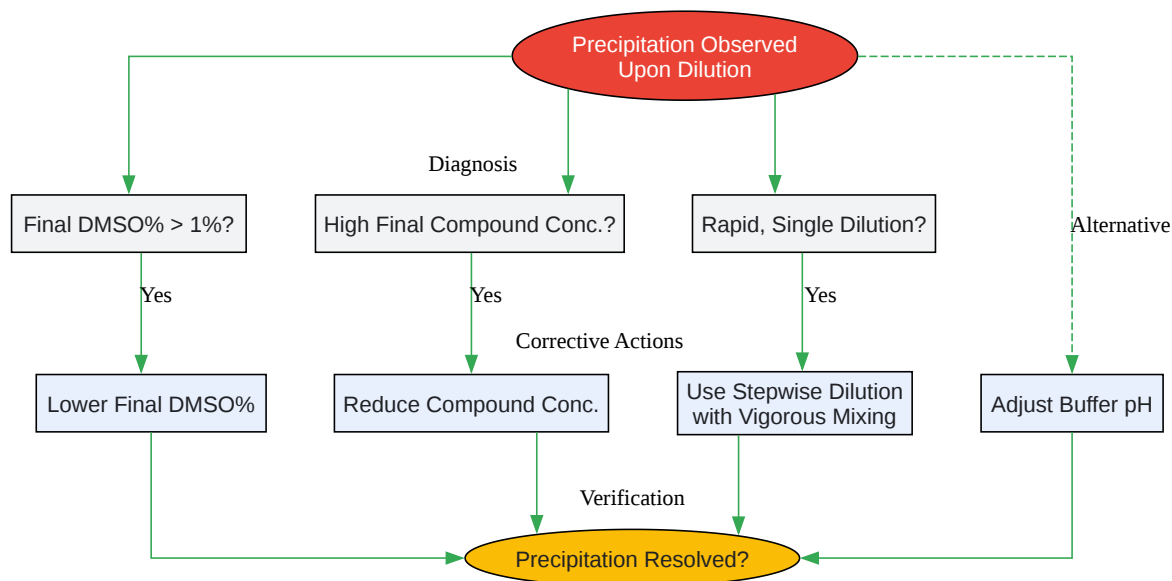 Precipitation Observed
Upon Dilution
Diagnosis
Final DMSO% > 1%?
High Final Compound Conc.?
Rapid, Single Dilution?
Alternative
Yes
Yes
Yes
Corrective Actions
Lower Final DMSO%
Reduce Compound Conc.
Use Stepwise Dilution
with Vigorous Mixing
Adjust Buffer pH
Verification
Precipitation Resolved?